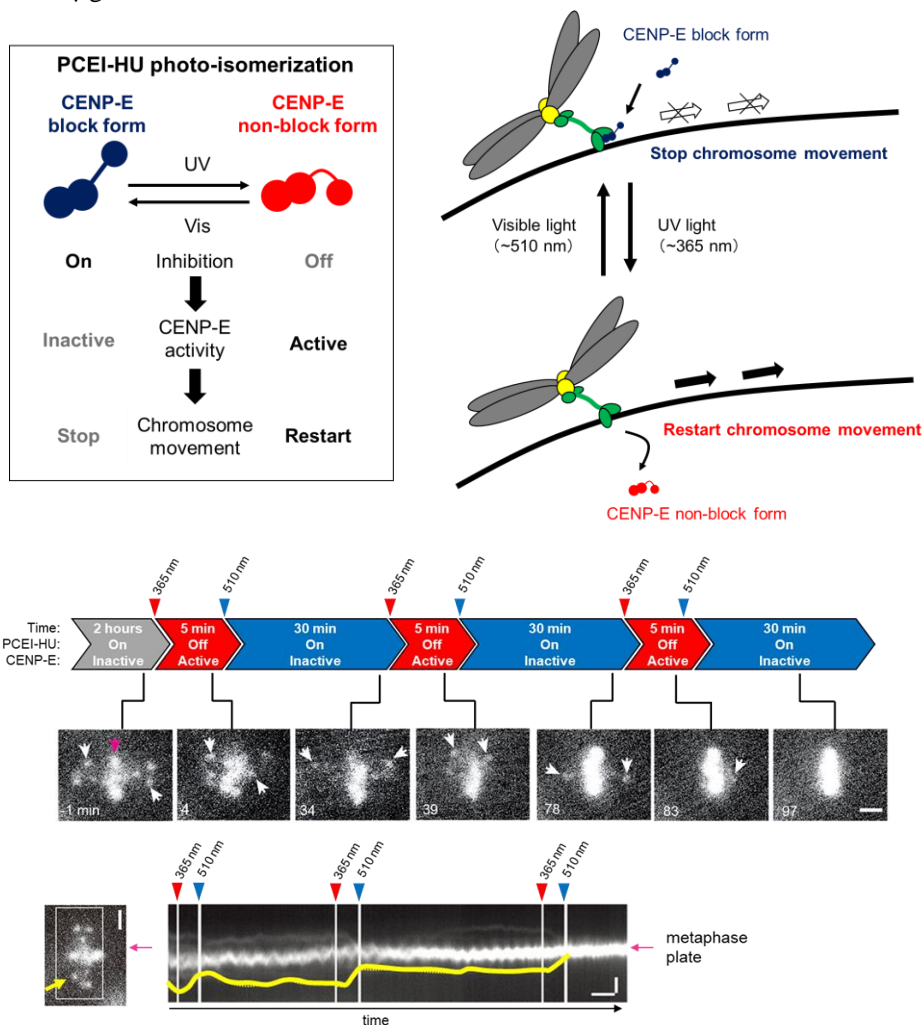 PCEI-HU photo-isomerization
CENP-E
block form
CENP-E
non-block form
UV
Vis
On
Inhibition
Off
Inactive
CENP-E
activity
Active
Stop
Chromosome
movement
Restart
CENP-E block form
Stop chromosome movement
Visible light
(~510 nm)
UV light
(~365 nm)
Restart chromosome movement
CENP-E non-block form
365 nm
510 nm
365 nm
510 nm
365 nm
510 nm
Time:
PCEI-HU:
CENP-E:
2 hours
On
Inactive
5 min
Off
Active
30 min
On
Inactive
5 min
Off
Active
30 min
On
Inactive
5 min
Off
Active
30 min
On
Inactive
-1 min
4
34
39
78
83
97
365 nm
510 nm
365 nm
510 nm
365 nm
510 nm
metaphase
plate
time